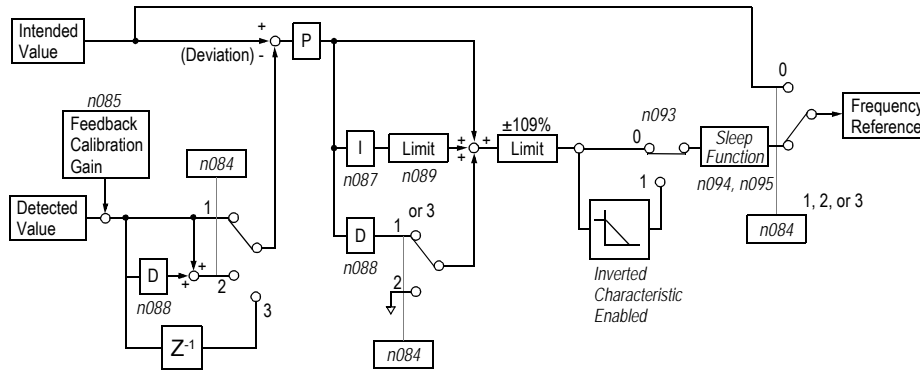 Intended
Value
(Deviation)
+
-
P
n085
Feedback
Calibration
Gain
n084
Detected
Value
1
D
n088
+
+
2
3
Z-1
I
n087
Limit
n089
+
+
+
D
n088
1
or 3
2
n084
±109%
Limit
n093
0
1
Inverted
Characteristic
Enabled
Sleep
Function
n094, n095
0
1, 2, or 3
n084
Frequency
Reference